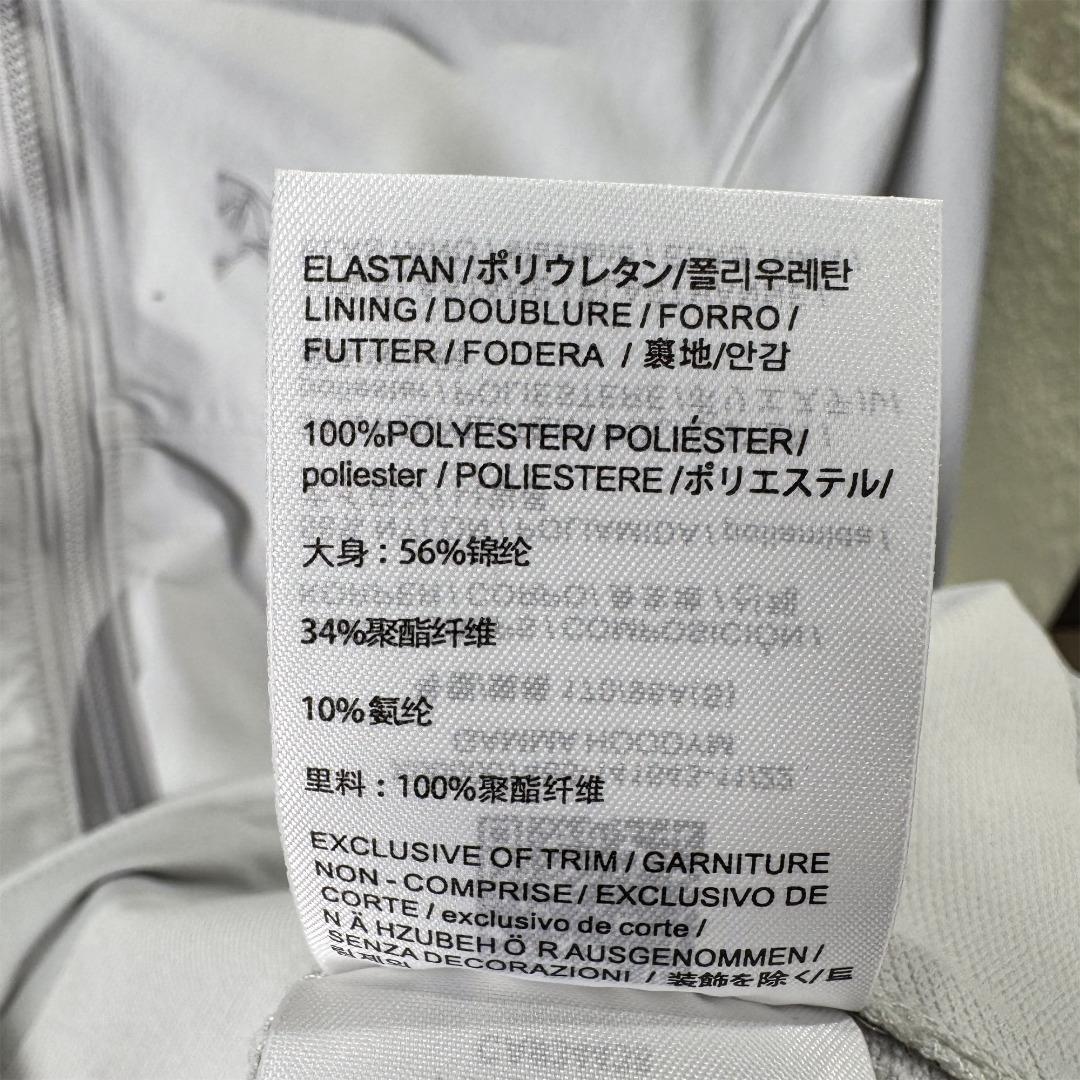 ELASTAN /ポリウレタン/폴리우레탄
LINING / DOUBLURE / FORRO /
FUTTER / FODERA / 裏地/안감
100%POLYESTER/ POLIÉSTER /
poliester / POLIESTERE /ポリエステル/
大身：56%锦纶
34%聚酯纤维
10%氨纶
里料：100%聚酯纤维
EXCLUSIVE OF TRIM / GARNITURE
NON - COMPRISE / EXCLUSIVO DE
CORTE / exclusivo de corte /
N Ä HZUBEH Ö R AUSGENOMMEN /
SENZA DECORAZIONI / 装飾を除く/트